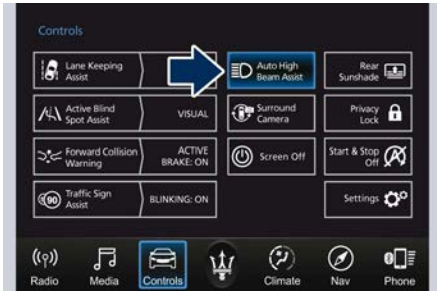 Controls
Lane Keeping
Assist
Auto High
Beam Assist
Rear
Sunshade
Active Blind
Spot Assist
VISUAL
Surround
Camera
Privacy
Lock
Forward Collision
Warning
ACTIVE
BRAKE: ON
Screen Off
Start & Stop
Off
90
Traffic Sign
Assist
BLINKING: ON
Settings
Radio
Media
Controls
Climate
Nav
Phone